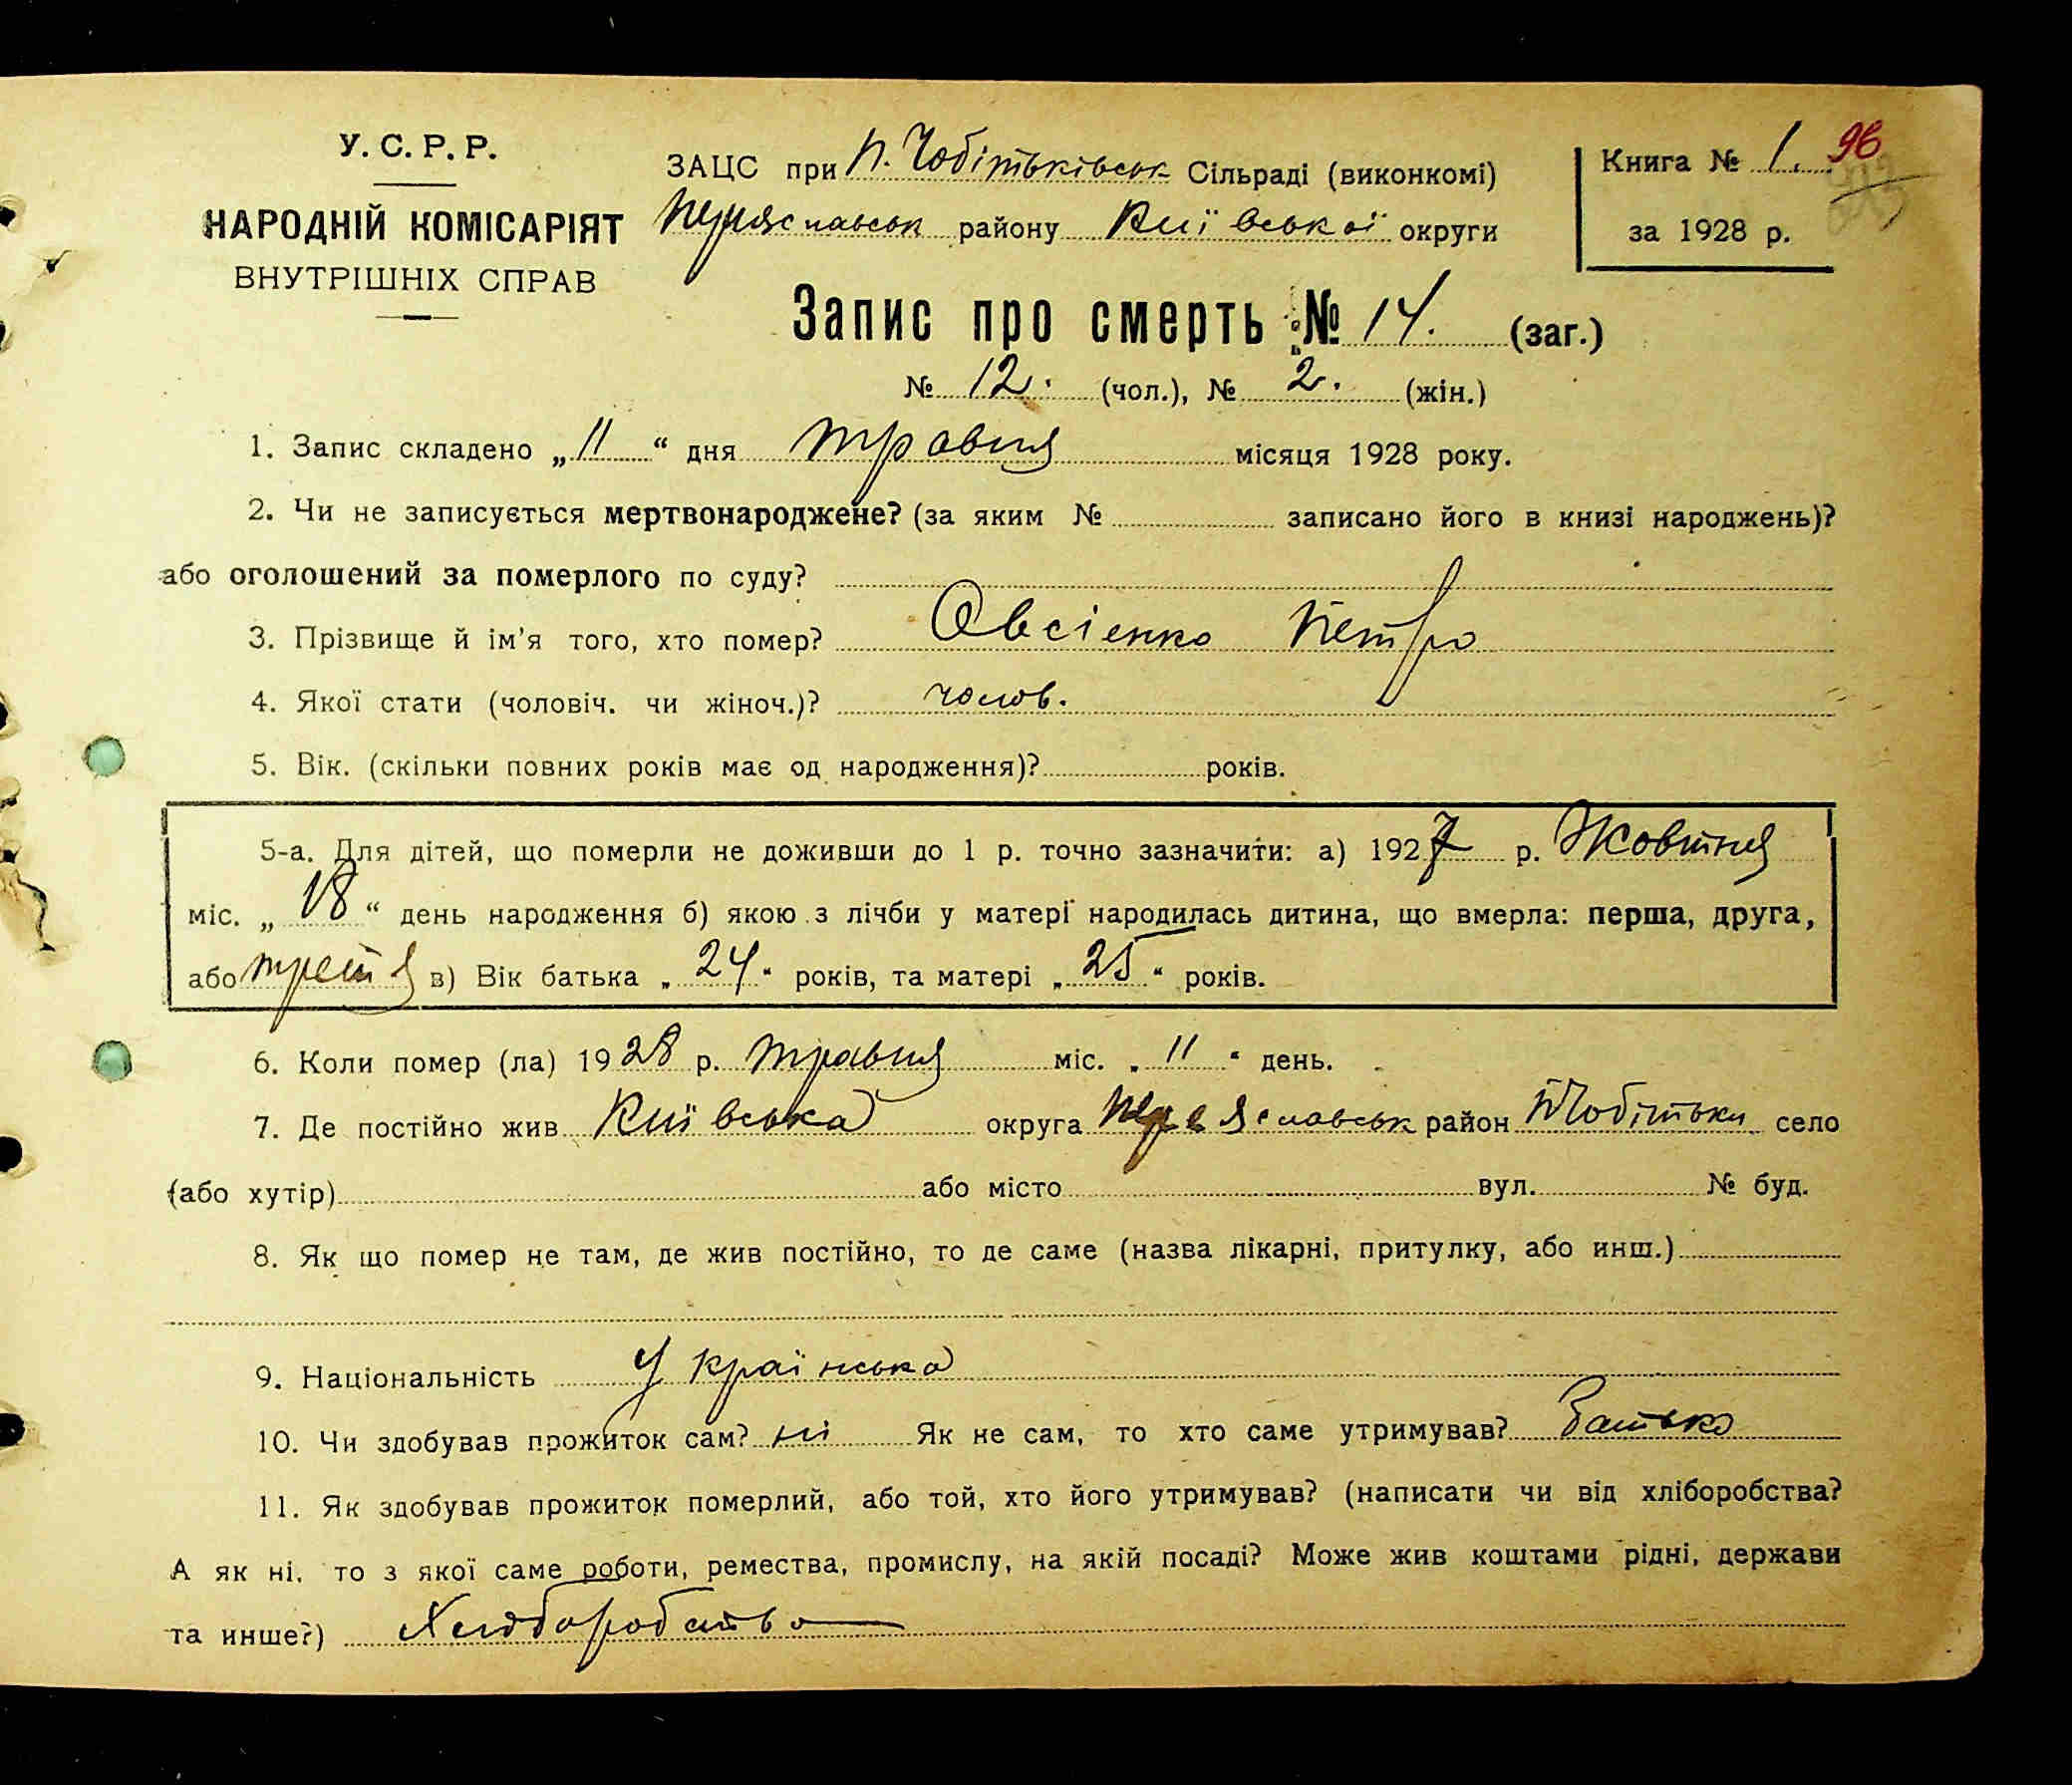 У. С. Р. Р.
НАРОДНІЙ КОМІСАРІЯТ
ВНУТРІШНІХ СПРАВ
ЗАЦС при П. Чобітьківськ Сільраді (виконкомі)
Переяславськ району Київської округи
Книга № 1. 96
за 1928 р.
Запис про смерть № 14. (заг.)
№ 12. (чол.), № 2. (жін.)
1. Запис складено „11“ дня травня місяця 1928 року.
2. Чи не записується мертвонароджене? (за яким № записано його в книзі народжень)?
або оголошений за померлого по суду?
3. Прізвище й ім’я того, хто помер? Овсієнко Петро
4. Якої стати (чоловіч. чи жіноч.)? чолов.
5. Вік. (скільки повних років має од народження)? років.
5-а. Для дітей, що померли не доживши до 1 р. точно зазначити: а) 1927 р. Жовтня
міс. „18“ день народження б) якою з лічби у матері народилась дитина, що вмерла: перша, друга,
або третя в) Вік батька „24“ років, та матері „25“ років.
6. Коли помер (ла) 1928 р. травня міс. „11“ день.
7. Де постійно жив Київська округа Переяславськ район Чобітьки село
(або хутір) або місто вул. № буд.
8. Як що помер не там, де жив постійно, то де саме (назва лікарні, притулку, або инш.)
9. Національність Українська
10. Чи здобував прожиток сам? ні Як не сам, то хто саме утримував? Батько
11. Як здобував прожиток померлий, або той, хто його утримував? (написати чи від хліборобства?
А як ні, то з якої саме роботи, ремества, промислу, на якій посаді? Може жив коштами рідні, держави
та инше?) Хліборобство